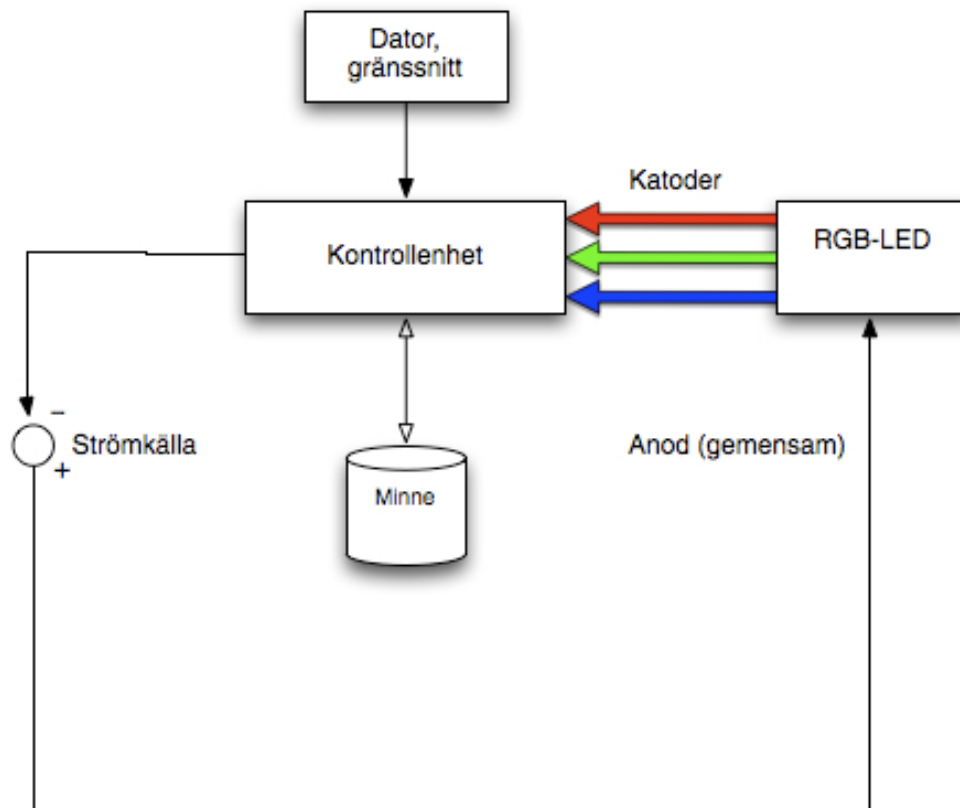 Dator,
gränssnitt
Katoder
Kontrollenhet
RGB-LED
–
Strömkälla
+
Anod (gemensam)
Minne